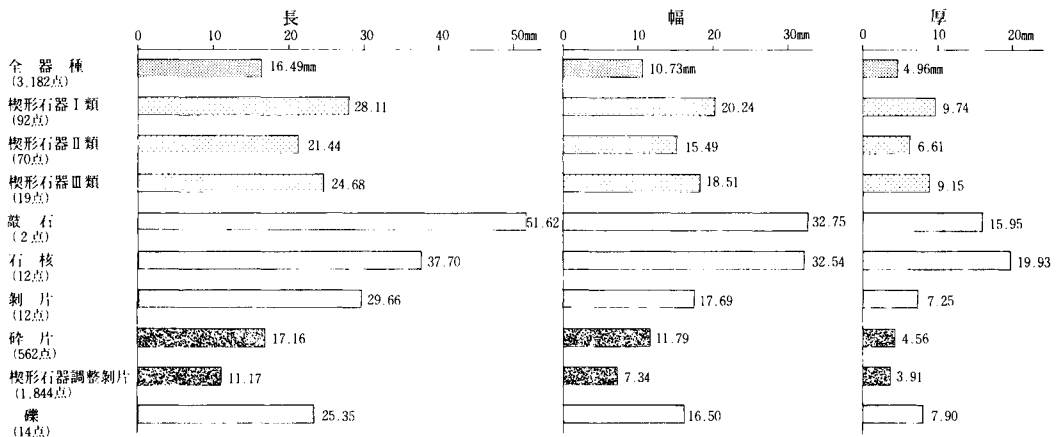 長 幅 厚
0 10 20 30 40 50mm 0 10 20 30mm 0 10 20mm
全器種 16.49mm 10.73mm 4.96mm
(3,182点)
楔形石器Ⅰ類 28.11 20.24 9.74
(92点)
楔形石器Ⅱ類 21.44 15.49 6.61
(70点)
楔形石器Ⅲ類 24.68 18.51 9.15
(19点)
敲石 51.62 32.75 15.95
(2点)
石核 37.70 32.54 19.93
(12点)
剝片 29.66 17.69 7.25
(12点)
砕片 17.16 11.79 4.56
(562点)
楔形石器調整剝片 11.17 7.34 3.91
(1,844点)
礫 25.35 16.50 7.90
(14点)